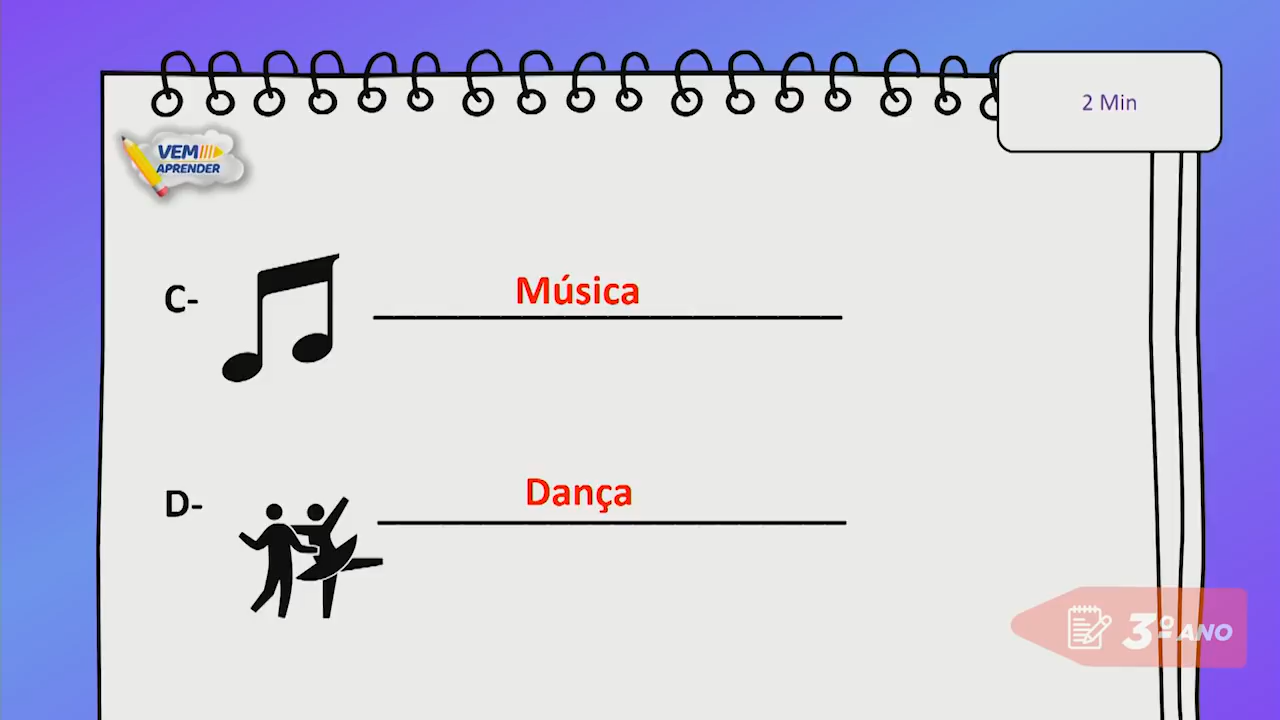 2 Min
VEM
APRENDER
C-
Música
D-
Dança
3º ANO